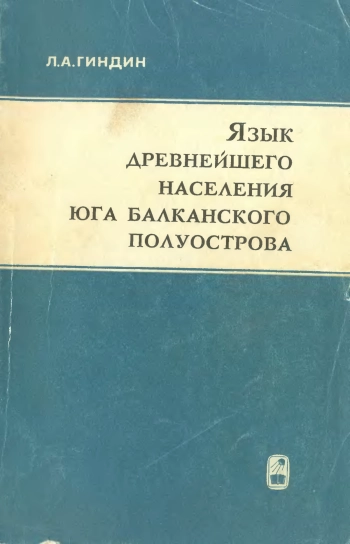 Л.А.ГИНДИН
ЯЗЫК
ДРЕВНЕЙШЕГО
НАСЕЛЕНИЯ
ЮГА БАЛКАНСКОГО
ПОЛУОСТРОВА